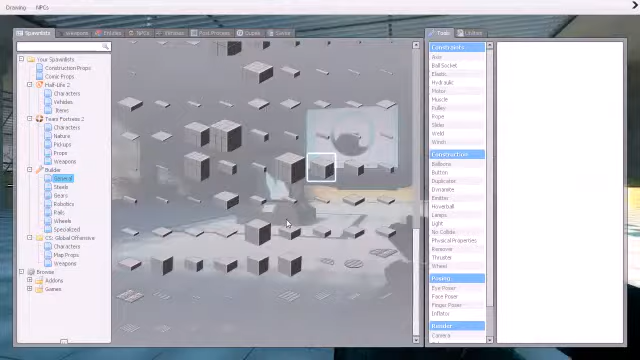 Drawing NPCs
Spawnlists Weapons Entities NPCs Vehicles Post Process Dupes Saves Tools Utilities
Your Spawnlists
Construction Props
Comic Props
Half-Life 2
Characters
Vehicles
Items
Team Fortress 2
Characters
Nature
Pickups
Props
Weapons
Builder
General
Steels
Gears
Robotics
Rails
Wheels
Specialized
CS: Global Offensive
Characters
Map Props
Weapons
Browse
Addons
Games
Constraints
Axis
Ball Socket
Elastic
Hydraulic
Motor
Muscle
Pulley
Rope
Slider
Weld
Winch
Construction
Balloons
Button
Duplicator
Dynamite
Emitter
Hoverball
Lamps
Light
No Collide
Physical Properties
Remover
Thruster
Wheel
Posing
Eye Poser
Face Poser
Finger Poser
Inflator
Render
Camera